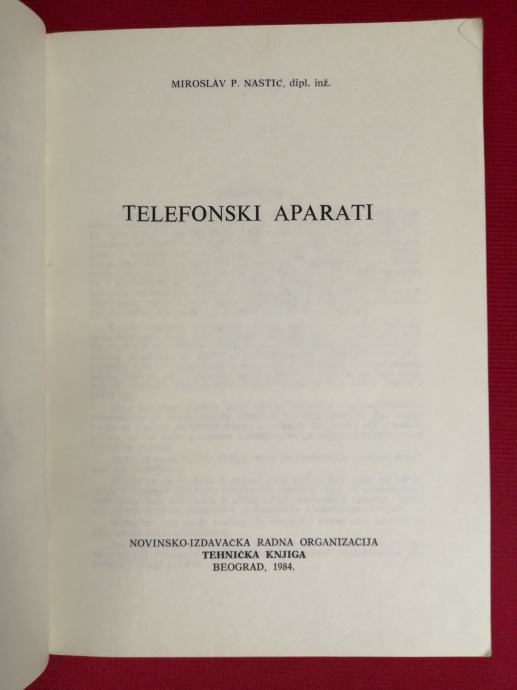 MIROSLAV P. NASTIĆ, dipl. inž.
TELEFONSKI APARATI
NOVINSKO-IZDAVAČKA RADNA ORGANIZACIJA
TEHNIČKA KNJIGA
BEOGRAD, 1984.